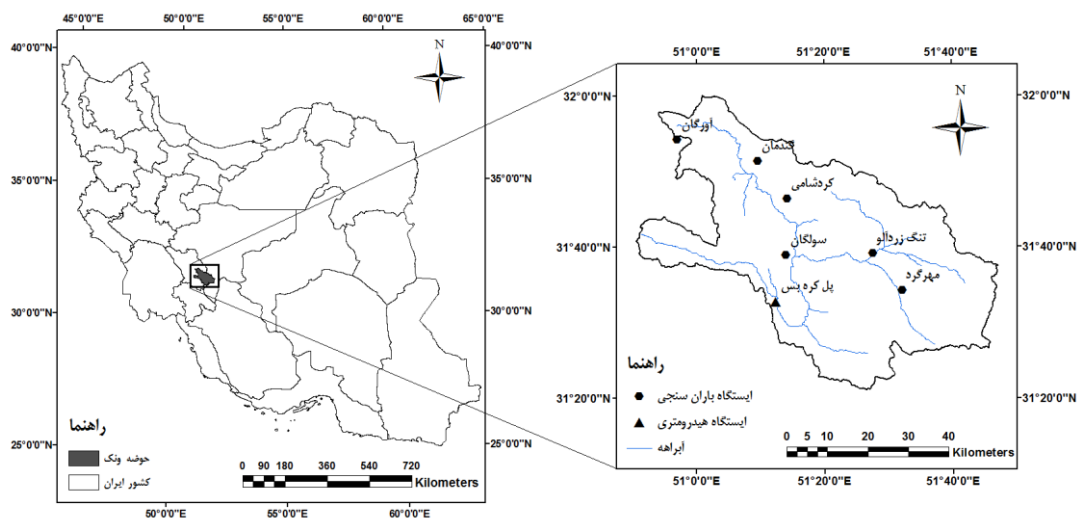 45°0'0"E
50°0'0"E
55°0'0"E
60°0'0"E
65°0'0"E
40°0'0"N
40°0'0"N
35°0'0"N
35°0'0"N
30°0'0"N
30°0'0"N
25°0'0"N
25°0'0"N
N
راهنما
حوضه ونک
کشور ایران
0 90 180 360 540 720
Kilometers
50°0'0"E
55°0'0"E
60°0'0"E
51°0'0"E
51°20'0"E
51°40'0"E
32°0'0"N
32°0'0"N
N
آورگان
گندمان
کردشامی
31°40'0"N
31°40'0"N
سولگان
تنگ زردآلو
مهرگرد
پل کره بس
راهنما
ایستگاه باران سنجی
ایستگاه هیدرومتری
آبراهه
31°20'0"N
31°20'0"N
0 5 10 20 30 40
Kilometers
51°0'0"E
51°20'0"E
51°40'0"E